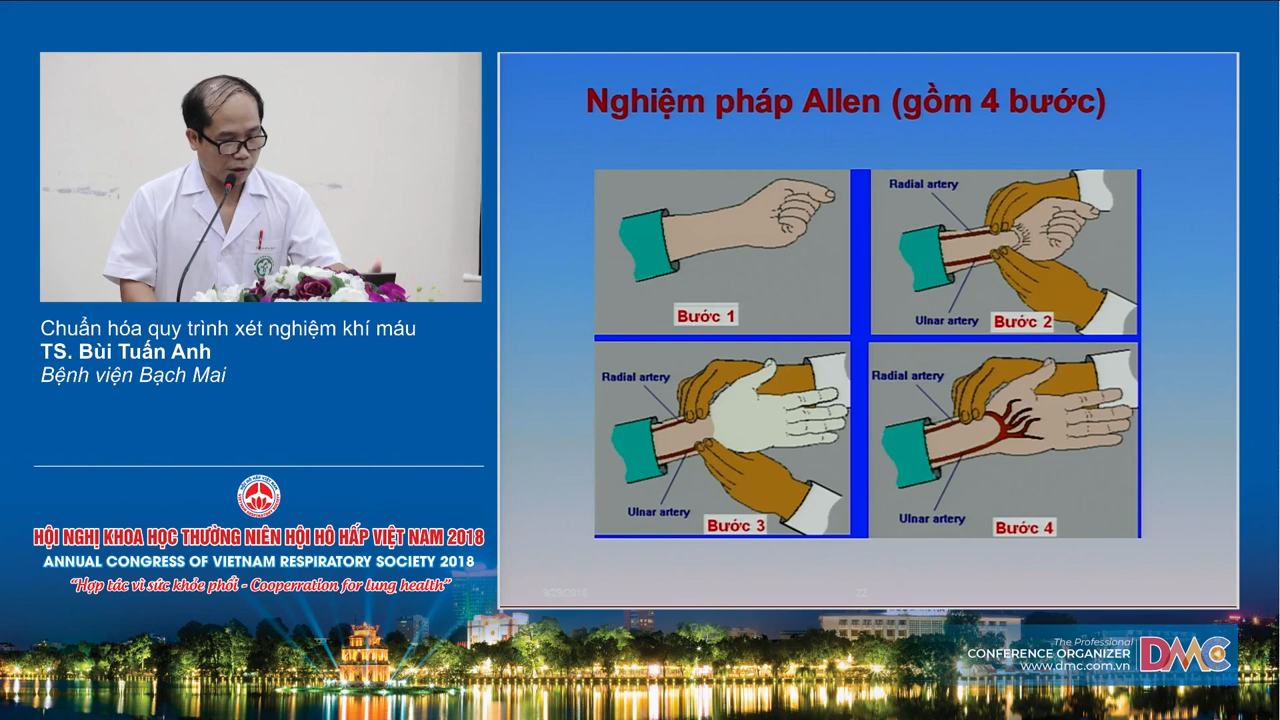 Chuẩn hóa quy trình xét nghiệm khí máu
TS. Bùi Tuấn Anh
Bệnh viện Bạch Mai
HỘI NGHỊ KHOA HỌC THƯỜNG NIÊN HỘI HÔ HẤP VIỆT NAM 2018
ANNUAL CONGRESS OF VIETNAM RESPIRATORY SOCIETY 2018
“Hợp tác vì sức khỏe phổi - Cooperration for lung health”
Nghiệm pháp Allen (gồm 4 bước)
Bước 1
Radial artery
Ulnar artery
Bước 2
Radial artery
Ulnar artery
Bước 3
Radial artery
Ulnar artery
Bước 4
22
The Professional
CONFERENCE ORGANIZER
www.dmc.com.vn
DMC